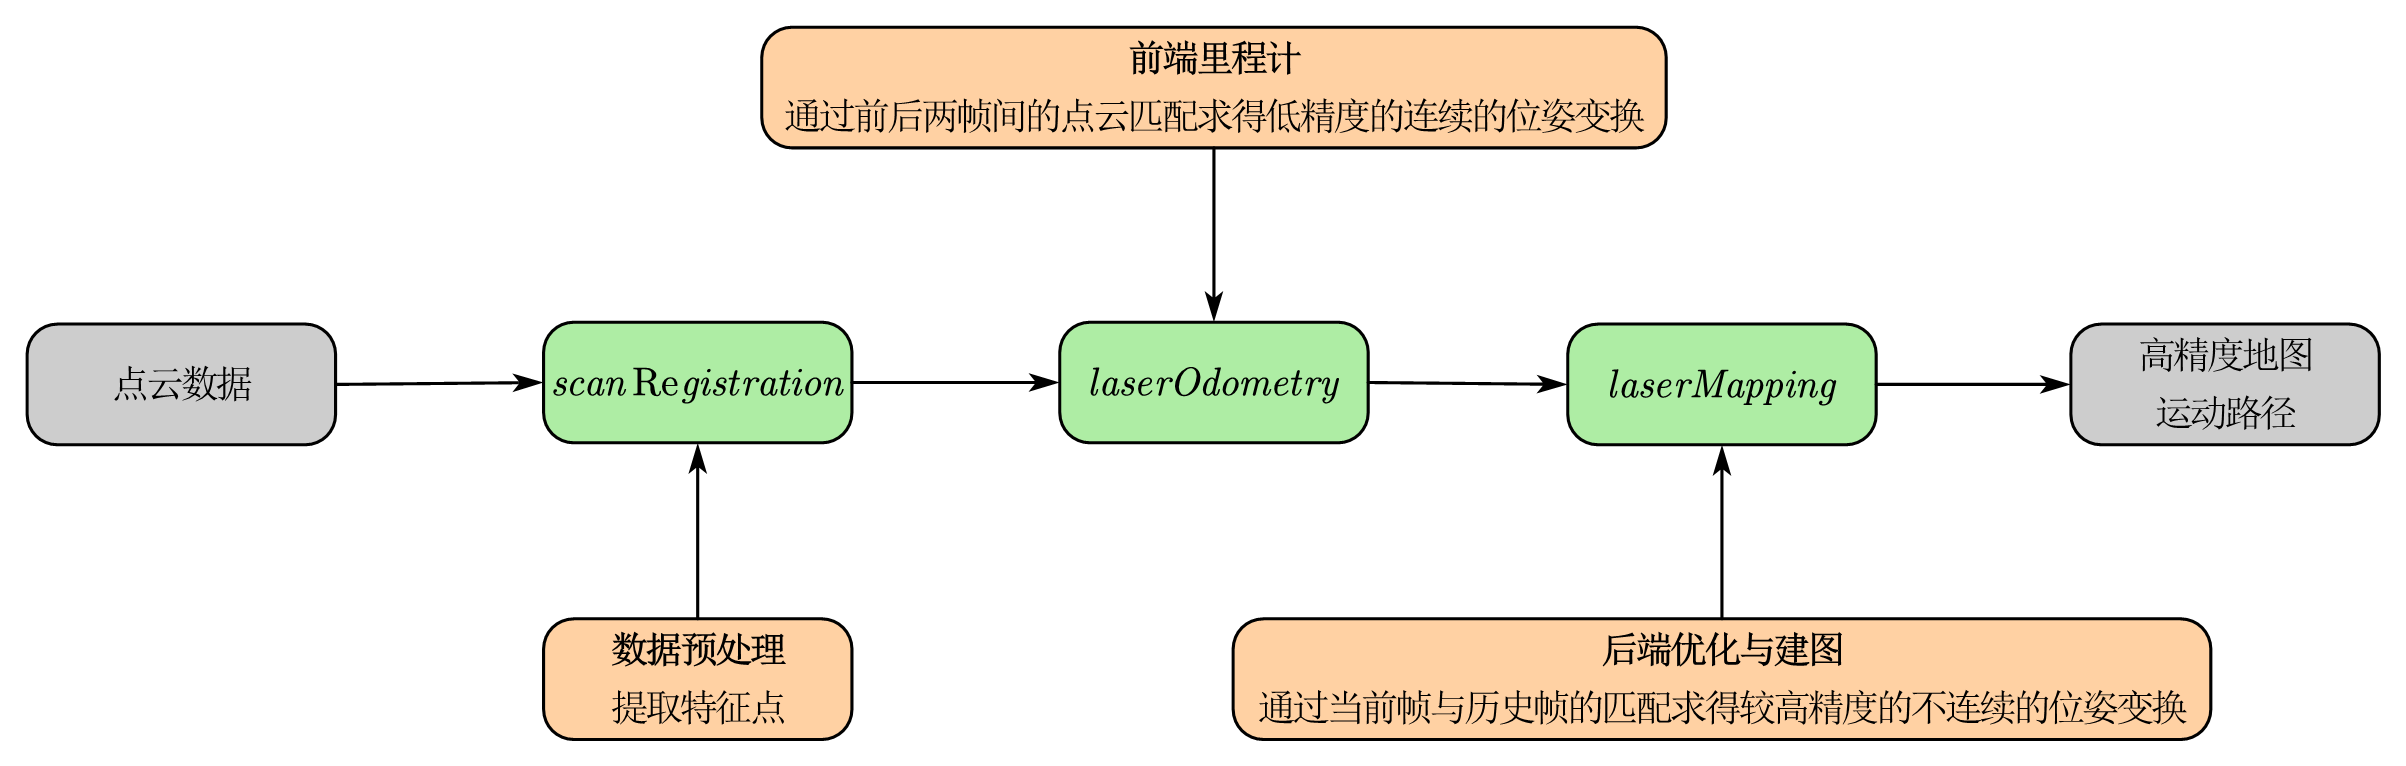 前端里程计
通过前后两帧间的点云匹配求得低精度的连续的位姿变换
点云数据
scanRegistration
laserOdometry
laserMapping
高精度地图
运动路径
数据预处理
提取特征点
后端优化与建图
通过当前帧与历史帧的匹配求得较高精度的不连续的位姿变换